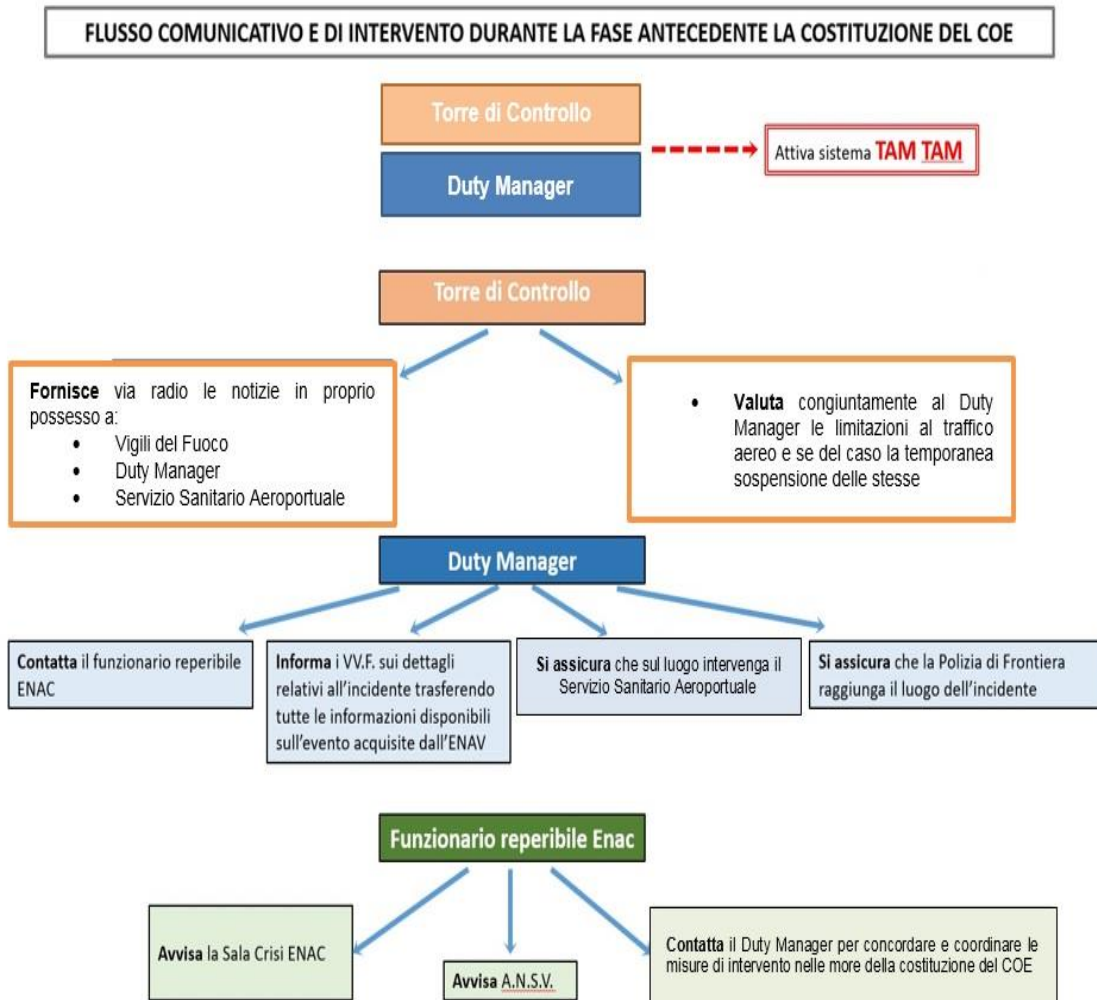 FLUSSO COMUNICATIVO E DI INTERVENTO DURANTE LA FASE ANTECEDENTE LA COSTITUZIONE DEL COE
Torre di Controllo
Duty Manager
Attiva sistema TAM TAM
Torre di Controllo
Fornisce via radio le notizie in proprio
possesso a:
• Vigili del Fuoco
• Duty Manager
• Servizio Sanitario Aeroportuale
• Valuta congiuntamente al Duty
Manager le limitazioni al traffico
aereo e se del caso la temporanea
sospensione delle stesse
Duty Manager
Contatta il funzionario reperibile
ENAC
Informa i VV.F. sui dettagli
relativi all'incidente trasferendo
tutte le informazioni disponibili
sull'evento acquisite dall'ENAV
Si assicura che sul luogo intervenga il
Servizio Sanitario Aeroportuale
Si assicura che la Polizia di Frontiera
raggiunga il luogo dell'incidente
Funzionario reperibile Enac
Avvisa la Sala Crisi ENAC
Avvisa A.N.S.V.
Contatta il Duty Manager per concordare e coordinare le
misure di intervento nelle more della costituzione del COE